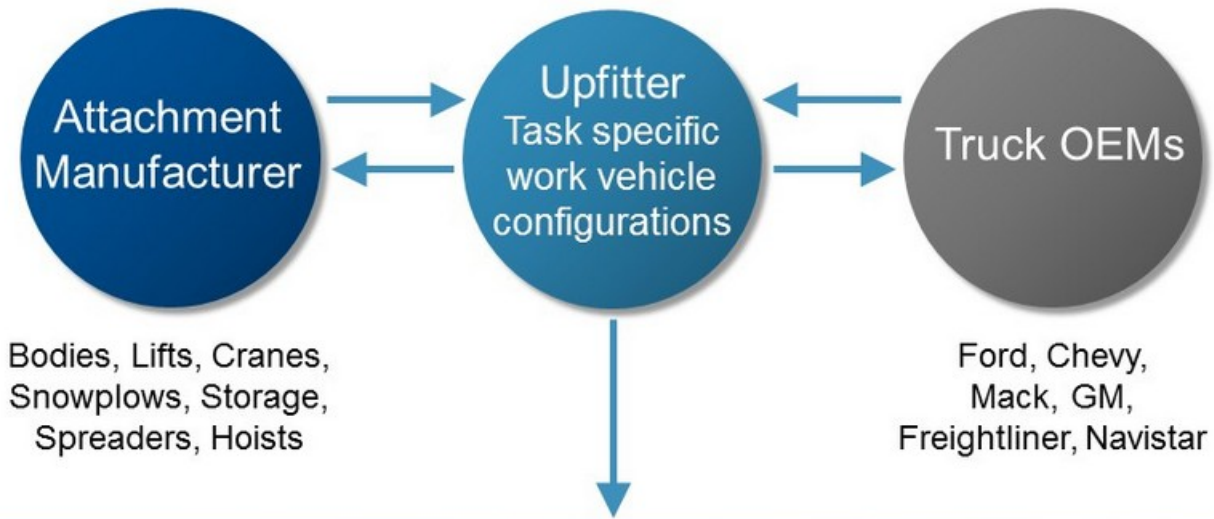 Attachment
Manufacturer
Upfitter
Task specific
work vehicle
configurations
Truck OEMs
Bodies, Lifts, Cranes,
Snowplows, Storage,
Spreaders, Hoists
Ford, Chevy,
Mack, GM,
Freightliner, Navistar